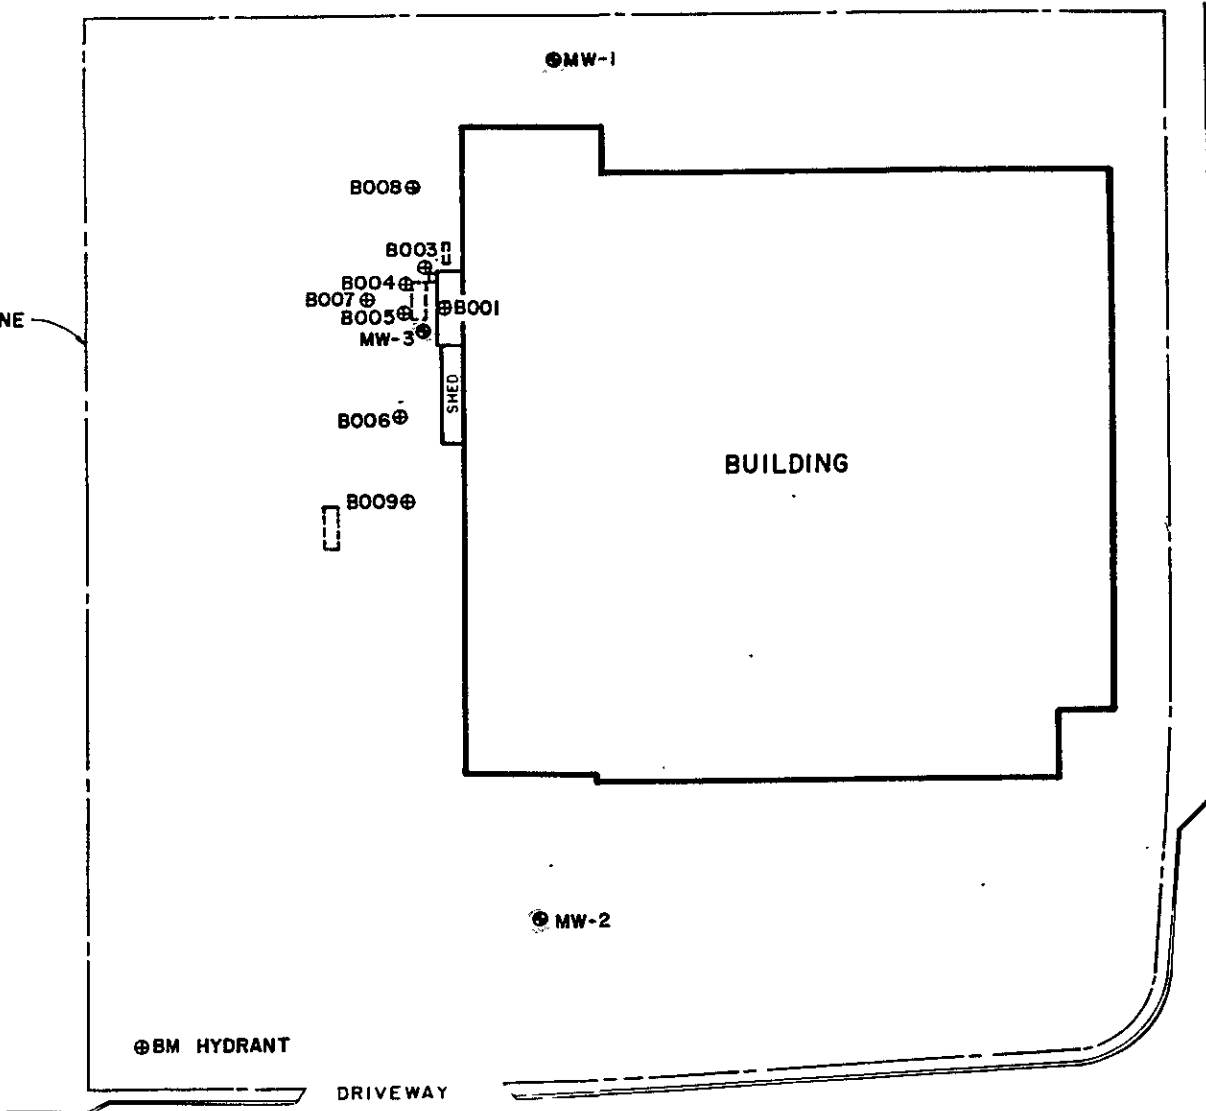 MW-1
B008
B003
B004
B007
B001
B005
NE
MW-3
SHED
B006
BUILDING
B009
MW-2
BM HYDRANT
DRIVEWAY